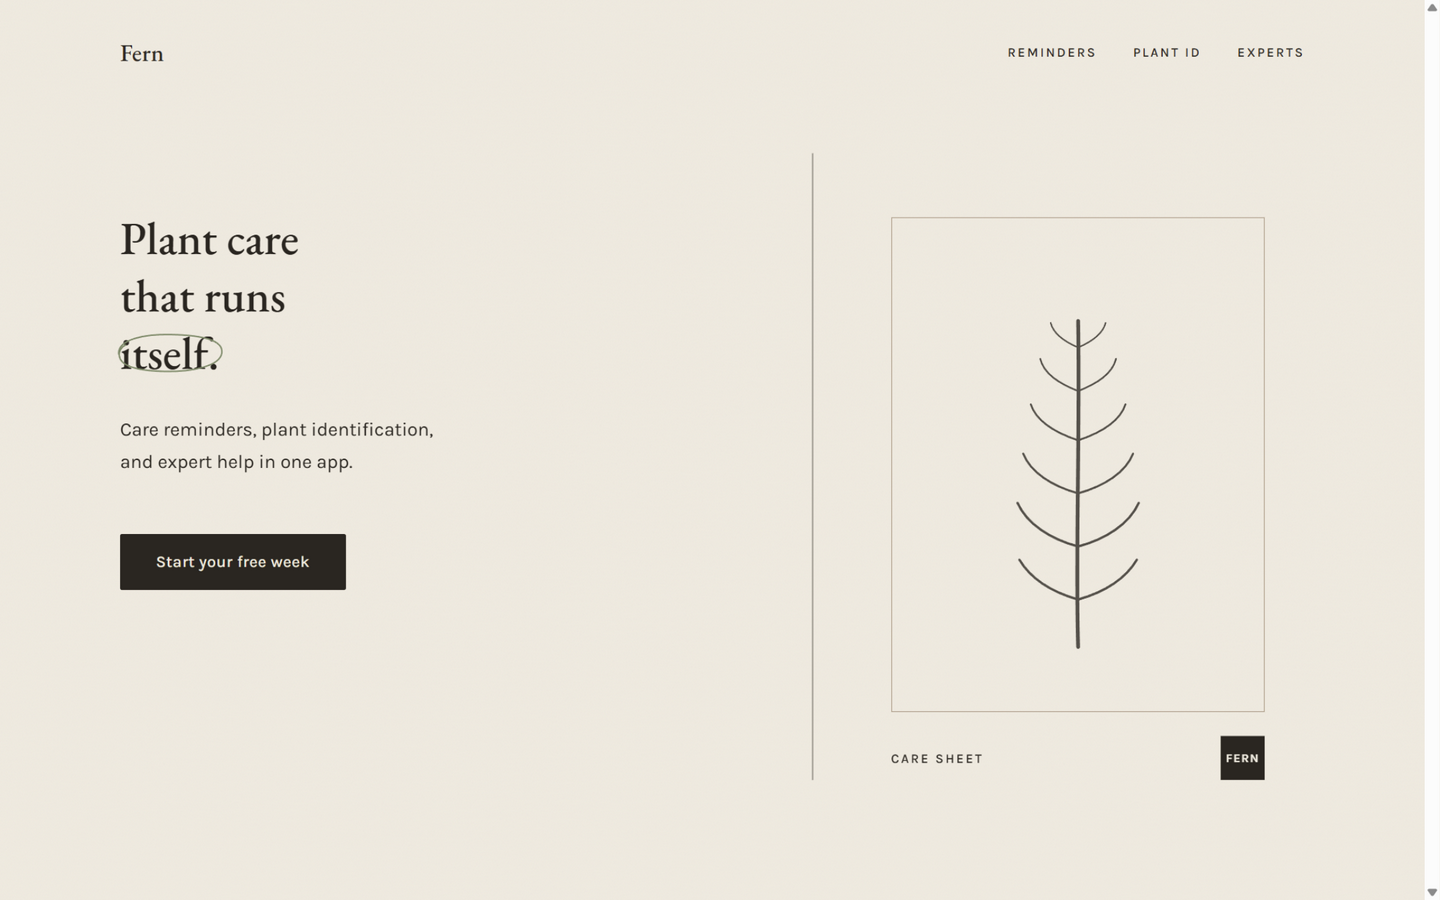 Fern
REMINDERS PLANT ID EXPERTS
Plant care
that runs
itself.
Care reminders, plant identification,
and expert help in one app.
Start your free week
CARE SHEET
FERN